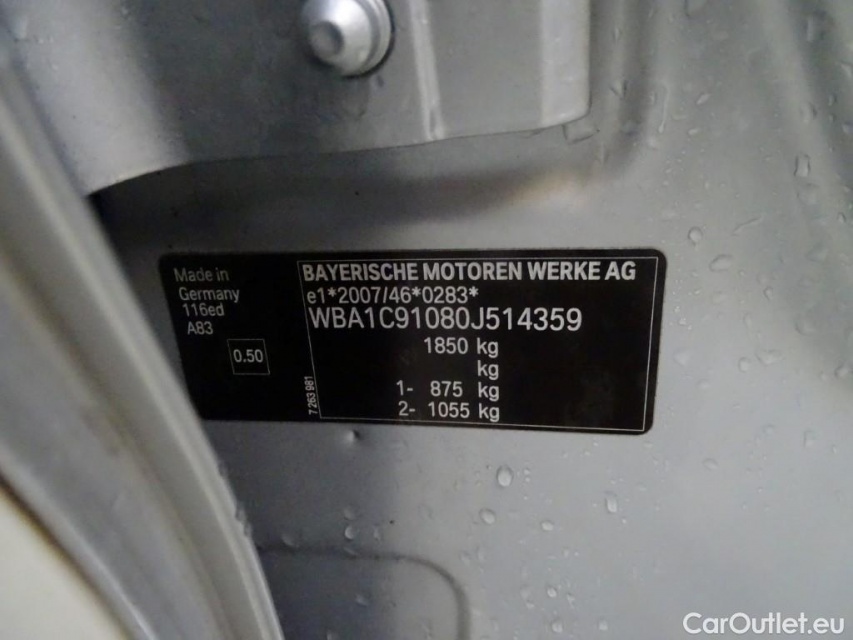 Made in
Germany
116ed
A83
0.50
7 263 981
BAYERISCHE MOTOREN WERKE AG
e1*2007/46*0283*
WBA1C91080J514359
1850 kg
kg
1- 875 kg
2- 1055 kg
CarOutlet.eu